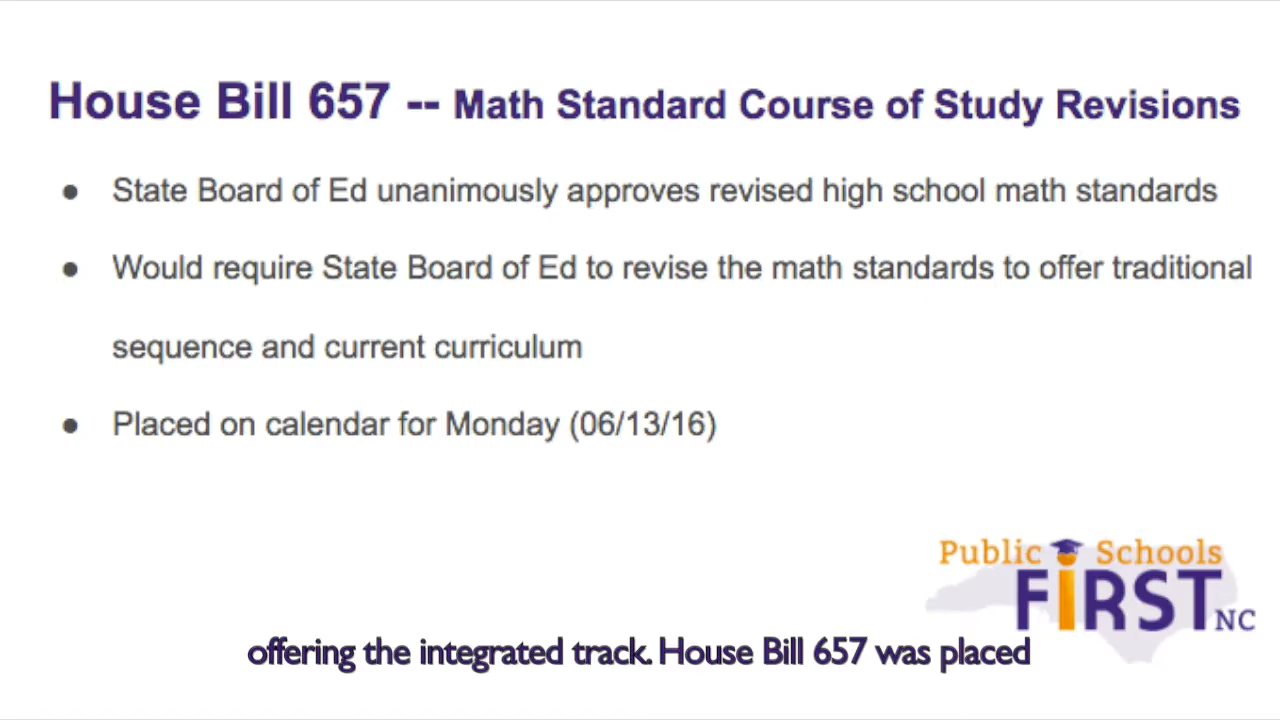 House Bill 657 -- Math Standard Course of Study Revisions
● State Board of Ed unanimously approves revised high school math standards
● Would require State Board of Ed to revise the math standards to offer traditional
sequence and current curriculum
● Placed on calendar for Monday (06/13/16)
Public Schools
FiRST NC
offering the integrated track. House Bill 657 was placed